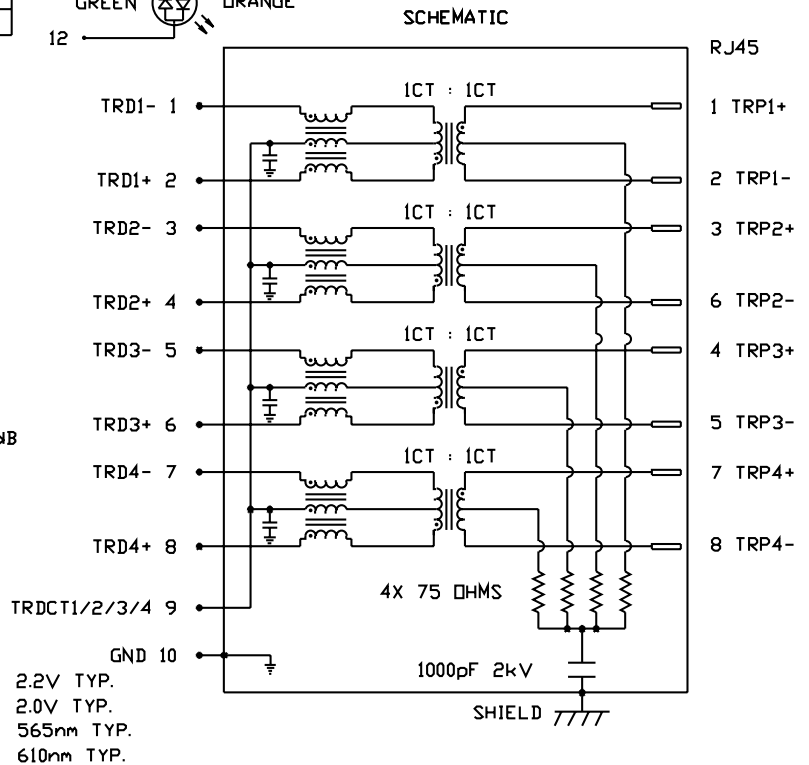 GREEN ORANGE
SCHEMATIC
12
RJ45
1CT : 1CT
TRD1- 1
1 TRP1+
TRD1+ 2
2 TRP1-
1CT : 1CT
TRD2- 3
3 TRP2+
TRD2+ 4
6 TRP2-
1CT : 1CT
TRD3- 5
4 TRP3+
TRD3+ 6
5 TRP3-
1CT : 1CT
TRD4- 7
7 TRP4+
TRD4+ 8
8 TRP4-
4X 75 OHMS
TRDCT1/2/3/4 9
GND 10
1000pF 2kV
2.2V TYP.
2.0V TYP.
SHIELD
565nm TYP.
610nm TYP.